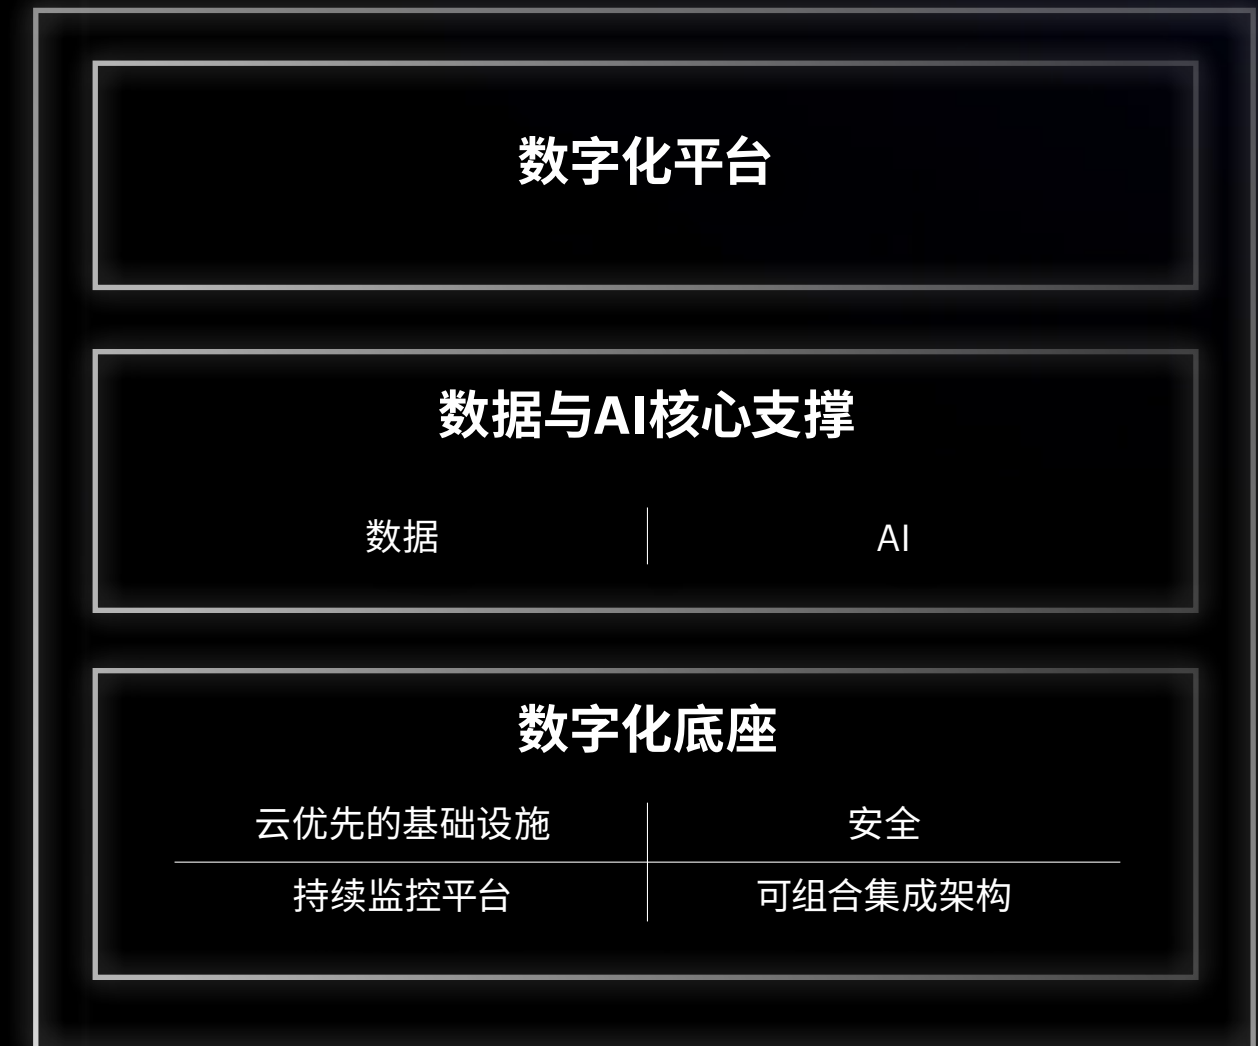 数字化平台
数据与AI核心支撑
数据 AI
数字化底座
云优先的基础设施 安全
持续监控平台 可组合集成架构